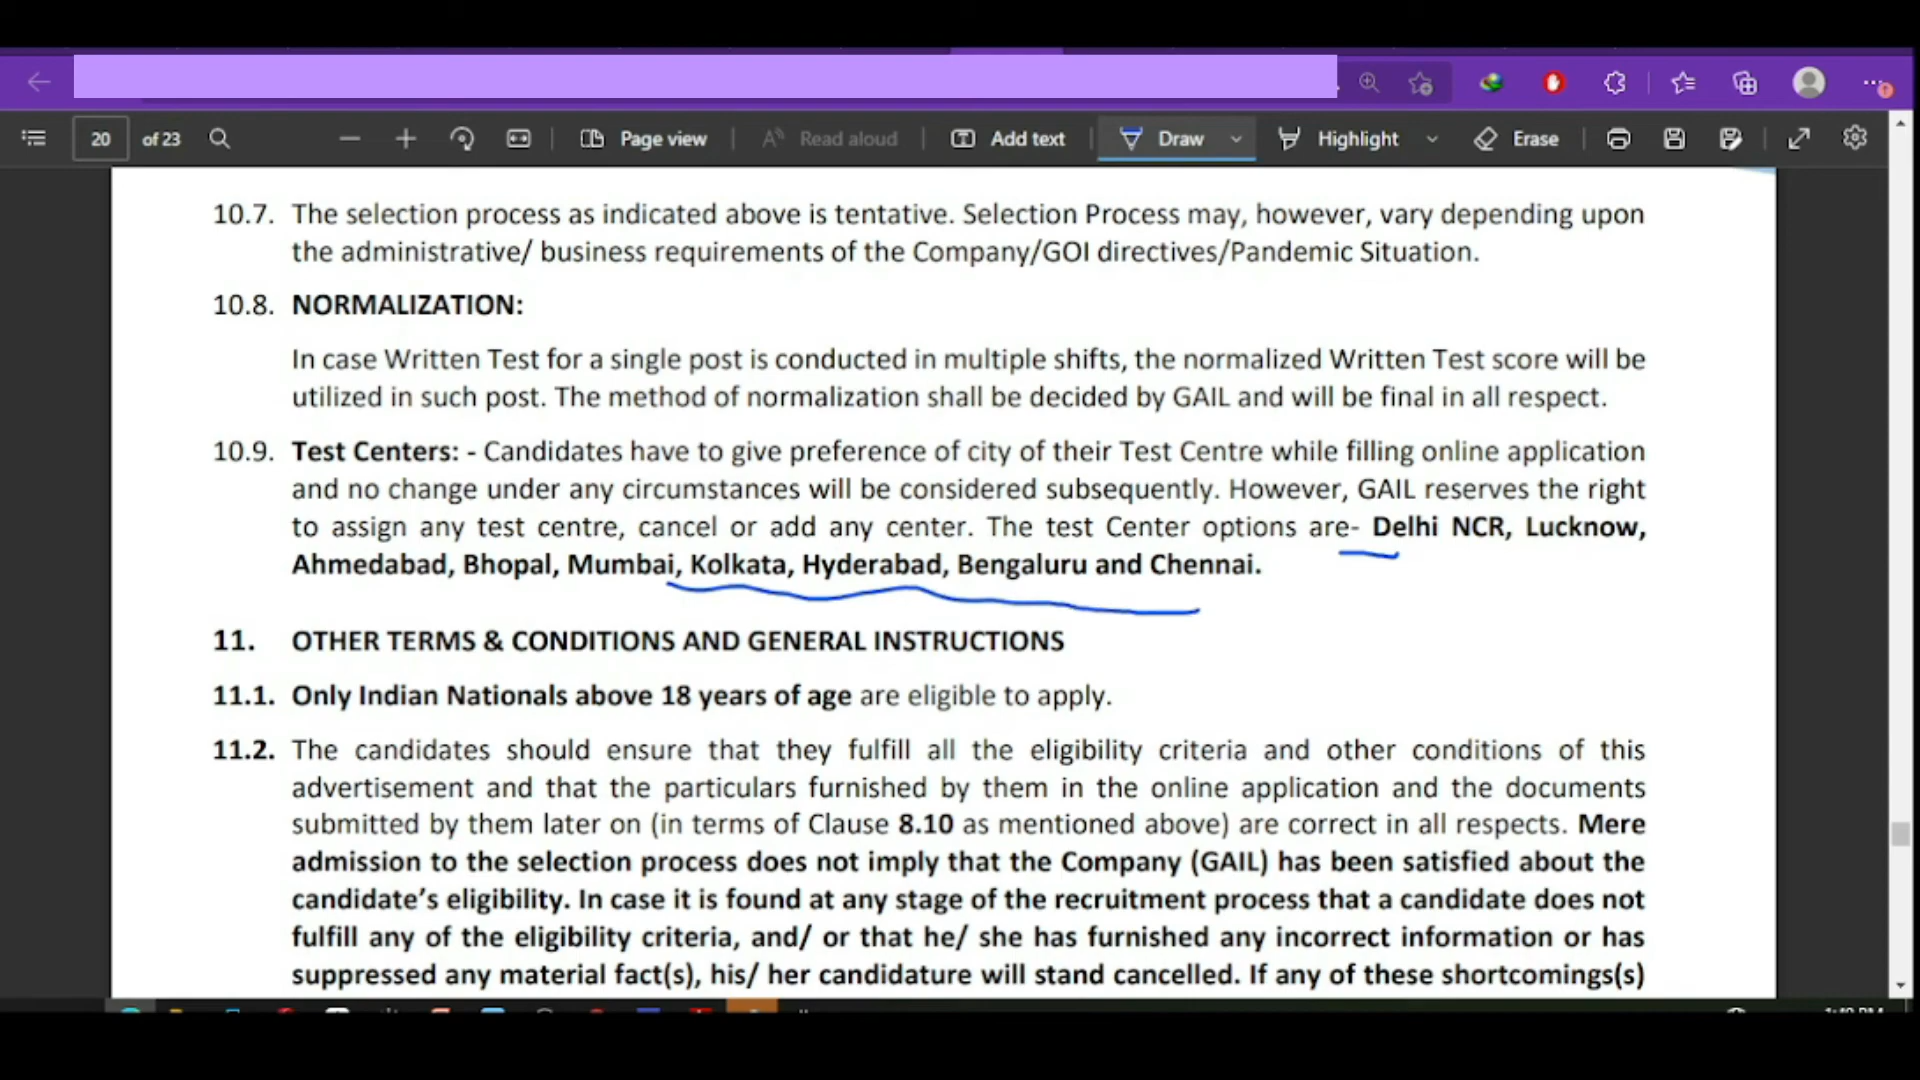 20 of 23 Page view Read aloud Add text Draw Highlight Erase
10.7. The selection process as indicated above is tentative. Selection Process may, however, vary depending upon
the administrative/ business requirements of the Company/GOI directives/Pandemic Situation.
10.8. NORMALIZATION:
In case Written Test for a single post is conducted in multiple shifts, the normalized Written Test score will be
utilized in such post. The method of normalization shall be decided by GAIL and will be final in all respect.
10.9. Test Centers: - Candidates have to give preference of city of their Test Centre while filling online application
and no change under any circumstances will be considered subsequently. However, GAIL reserves the right
to assign any test centre, cancel or add any center. The test Center options are- Delhi NCR, Lucknow,
Ahmedabad, Bhopal, Mumbai, Kolkata, Hyderabad, Bengaluru and Chennai.
11. OTHER TERMS & CONDITIONS AND GENERAL INSTRUCTIONS
11.1. Only Indian Nationals above 18 years of age are eligible to apply.
11.2. The candidates should ensure that they fulfill all the eligibility criteria and other conditions of this
advertisement and that the particulars furnished by them in the online application and the documents
submitted by them later on (in terms of Clause 8.10 as mentioned above) are correct in all respects. Mere
admission to the selection process does not imply that the Company (GAIL) has been satisfied about the
candidate’s eligibility. In case it is found at any stage of the recruitment process that a candidate does not
fulfill any of the eligibility criteria, and/ or that he/ she has furnished any incorrect information or has
suppressed any material fact(s), his/ her candidature will stand cancelled. If any of these shortcomings(s)